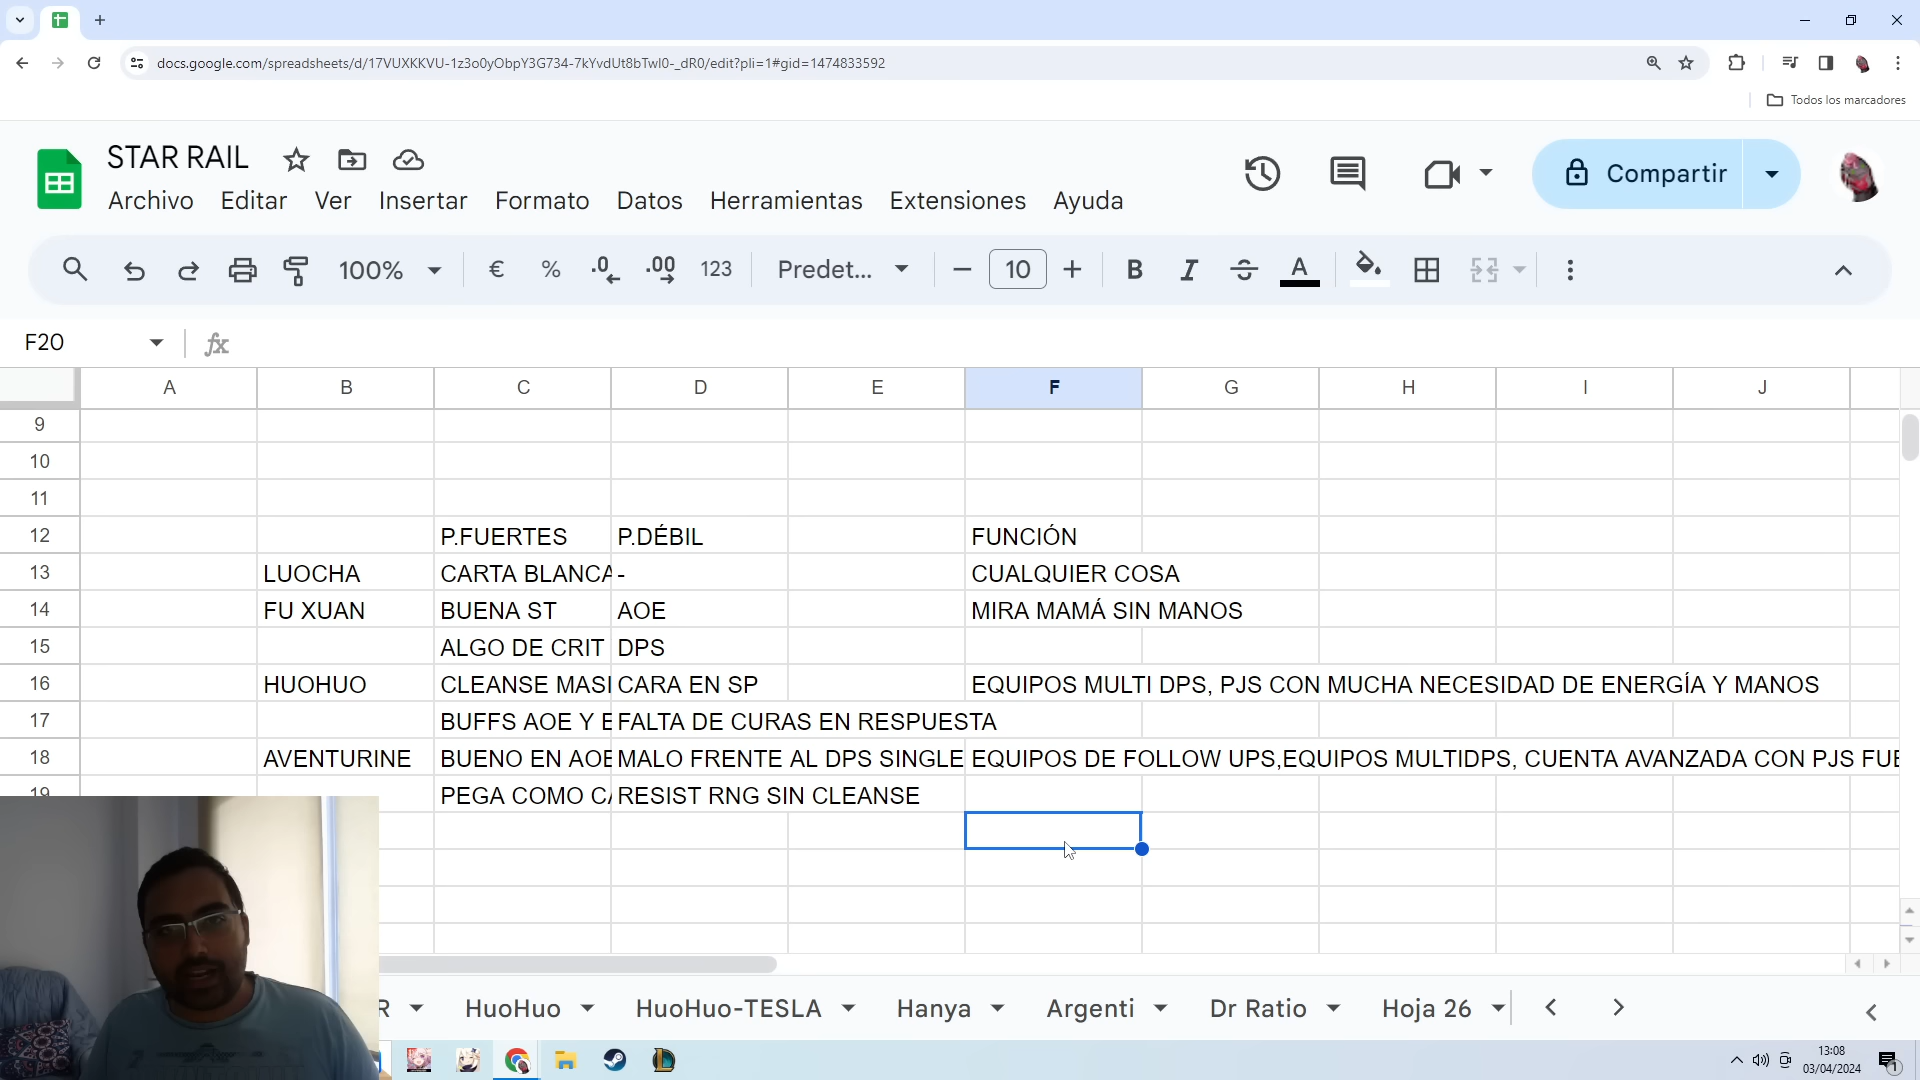 docs.google.com/spreadsheets/d/17VUXKKVU-1z3o0yObpY3G734-7kYvdUt8bTwl0-_dR0/edit?pli=1#gid=1474833592
Todos los marcadores
STAR RAIL
Archivo Editar Ver Insertar Formato Datos Herramientas Extensiones Ayuda
Compartir
100% € % .0 .00 123 Predet... 10 B I A
F20 fx
A B C D E F G H I J
9
10
11
12 P.FUERTES P.DÉBIL FUNCIÓN
13 LUOCHA CARTA BLANCA - CUALQUIER COSA
14 FU XUAN BUENA ST AOE MIRA MAMÁ SIN MANOS
15 ALGO DE CRIT DPS
16 HUOHUO CLEANSE MASI CARA EN SP EQUIPOS MULTI DPS, PJS CON MUCHA NECESIDAD DE ENERGÍA Y MANOS
17 BUFFS AOE Y E FALTA DE CURAS EN RESPUESTA
18 AVENTURINE BUENO EN AOE MALO FRENTE AL DPS SINGLE EQUIPOS DE FOLLOW UPS,EQUIPOS MULTIDPS, CUENTA AVANZADA CON PJS FUE
19 PEGA COMO CA RESIST RNG SIN CLEANSE
R HuoHuo HuoHuo-TESLA Hanya Argenti Dr Ratio Hoja 26
13:08
03/04/2024
1